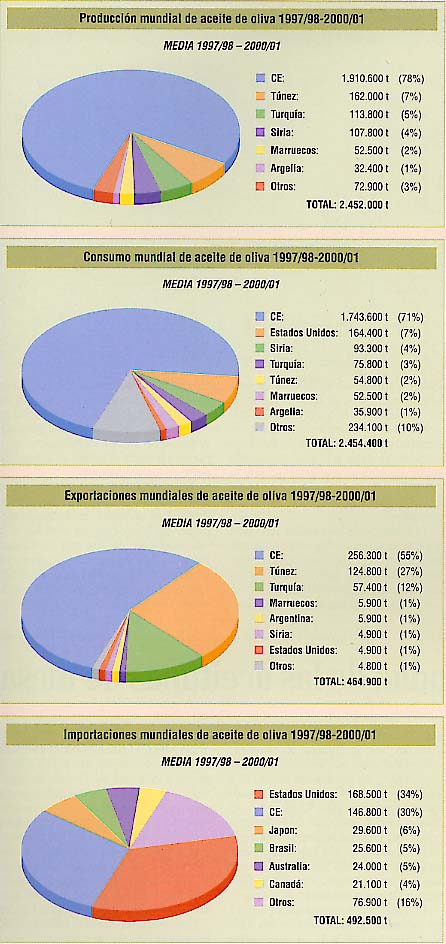 Producción mundial de aceite de oliva 1997/98-2000/01
MEDIA 1997/98 – 2000/01
CE: 1.910.600 t (78%)
Túnez: 162.000 t (7%)
Turquía: 113.800 t (5%)
Siria: 107.800 t (4%)
Marruecos: 52.500 t (2%)
Argelia: 32.400 t (1%)
Otros: 72.900 t (3%)
TOTAL: 2.452.000 t
Consumo mundial de aceite de oliva 1997/98-2000/01
MEDIA 1997/98 – 2000/01
CE: 1.743.600 t (71%)
Estados Unidos: 164.400 t (7%)
Siria: 93.300 t (4%)
Turquía: 75.800 t (3%)
Túnez: 54.800 t (2%)
Marruecos: 52.500 t (2%)
Argelia: 35.900 t (1%)
Otros: 234.100 t (10%)
TOTAL: 2.454.400 t
Exportaciones mundiales de aceite de oliva 1997/98-2000/01
MEDIA 1997/98 – 2000/01
CE: 256.300 t (55%)
Túnez: 124.800 t (27%)
Turquía: 57.400 t (12%)
Marruecos: 5.900 t (1%)
Argentina: 5.900 t (1%)
Siria: 4.900 t (1%)
Estados Unidos: 4.900 t (1%)
Otros: 4.800 t (1%)
TOTAL: 464.900 t
Importaciones mundiales de aceite de oliva 1997/98-2000/01
MEDIA 1997/98 – 2000/01
Estados Unidos: 168.500 t (34%)
CE: 146.800 t (30%)
Japon: 29.600 t (6%)
Brasil: 25.600 t (5%)
Australia: 24.000 t (5%)
Canadá: 21.100 t (4%)
Otros: 76.900 t (16%)
TOTAL: 492.500 t